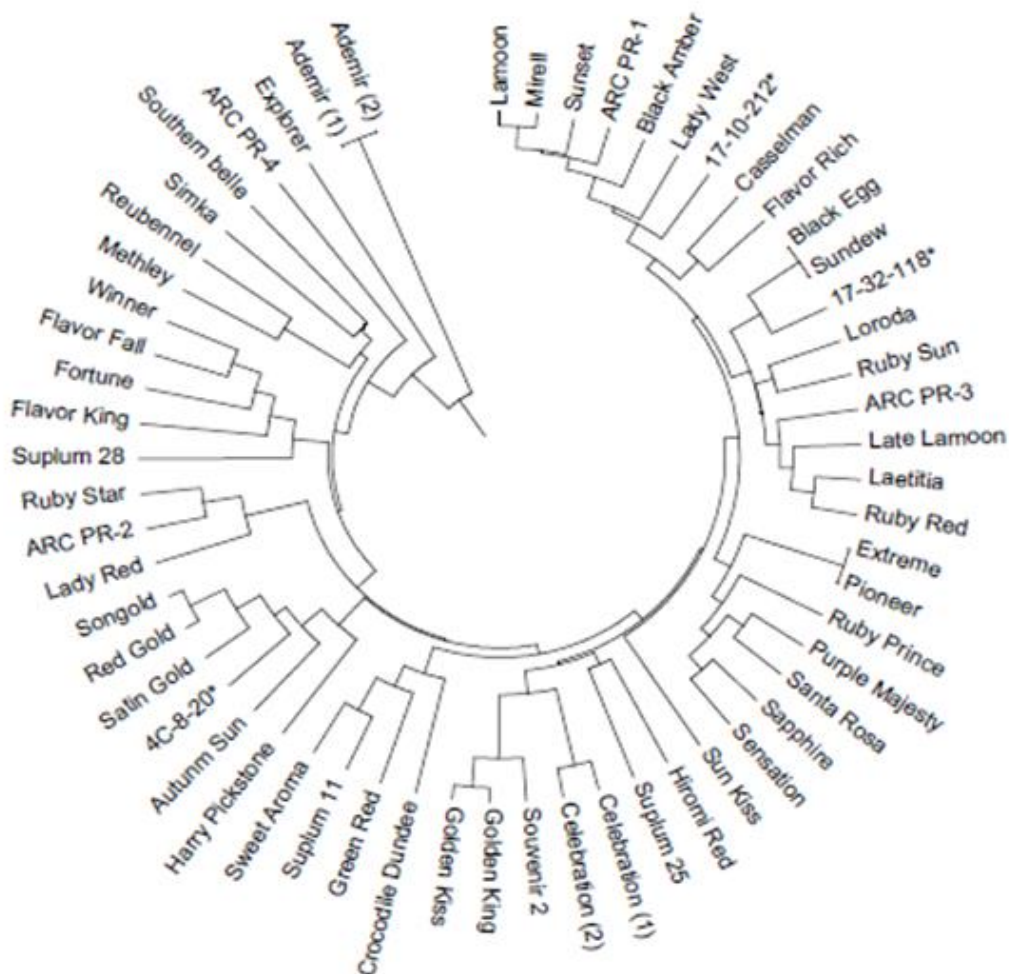 Lamoon
Mirell
Sunset
ARC PR-1
Black Amber
Lady West
17-10-212*
Casselman
Flavor Rich
Black Egg
Sundew
17-32-118*
Loroda
Ruby Sun
ARC PR-3
Late Lamoon
Laetitia
Ruby Red
Extreme
Pioneer
Ruby Prince
Purple Majesty
Santa Rosa
Sapphire
Sensation
Sun Kiss
Hiromi Red
Suplum 25
Celebration (1)
Celebration (2)
Souvenir 2
Golden King
Golden Kiss
Crocodile Dundee
Green Red
Suplum 11
Sweet Aroma
Harry Pickstone
Autunm Sun
4C-8-20*
Satin Gold
Red Gold
Songold
Lady Red
ARC PR-2
Ruby Star
Suplum 28
Flavor King
Fortune
Flavor Fall
Winner
Methley
Reubennel
Simka
Southern belle
ARC PR-4
Explorer
Ademir (1)
Ademir (2)